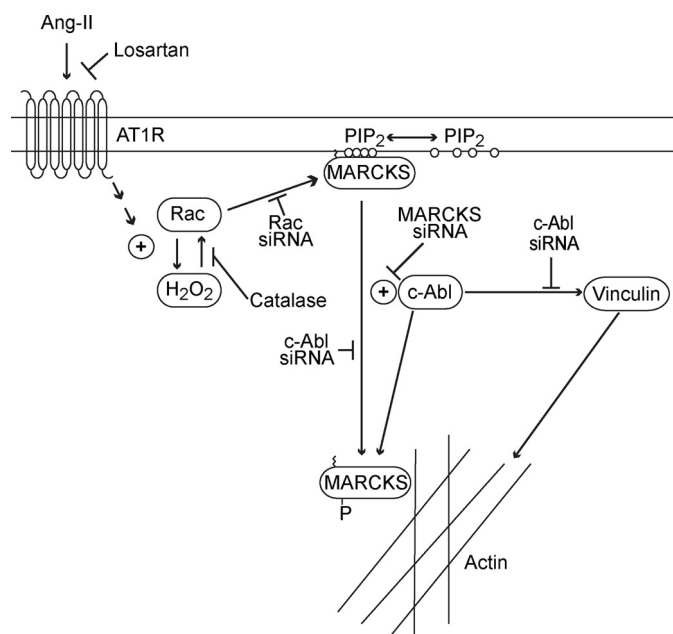 Ang-II
Losartan
AT1R
PIP2
PIP2
MARCKS
Rac
Rac
siRNA
MARCKS
siRNA
c-Abl
siRNA
+
H2O2
+
c-Abl
Vinculin
Catalase
c-Abl
siRNA
MARCKS
P
Actin